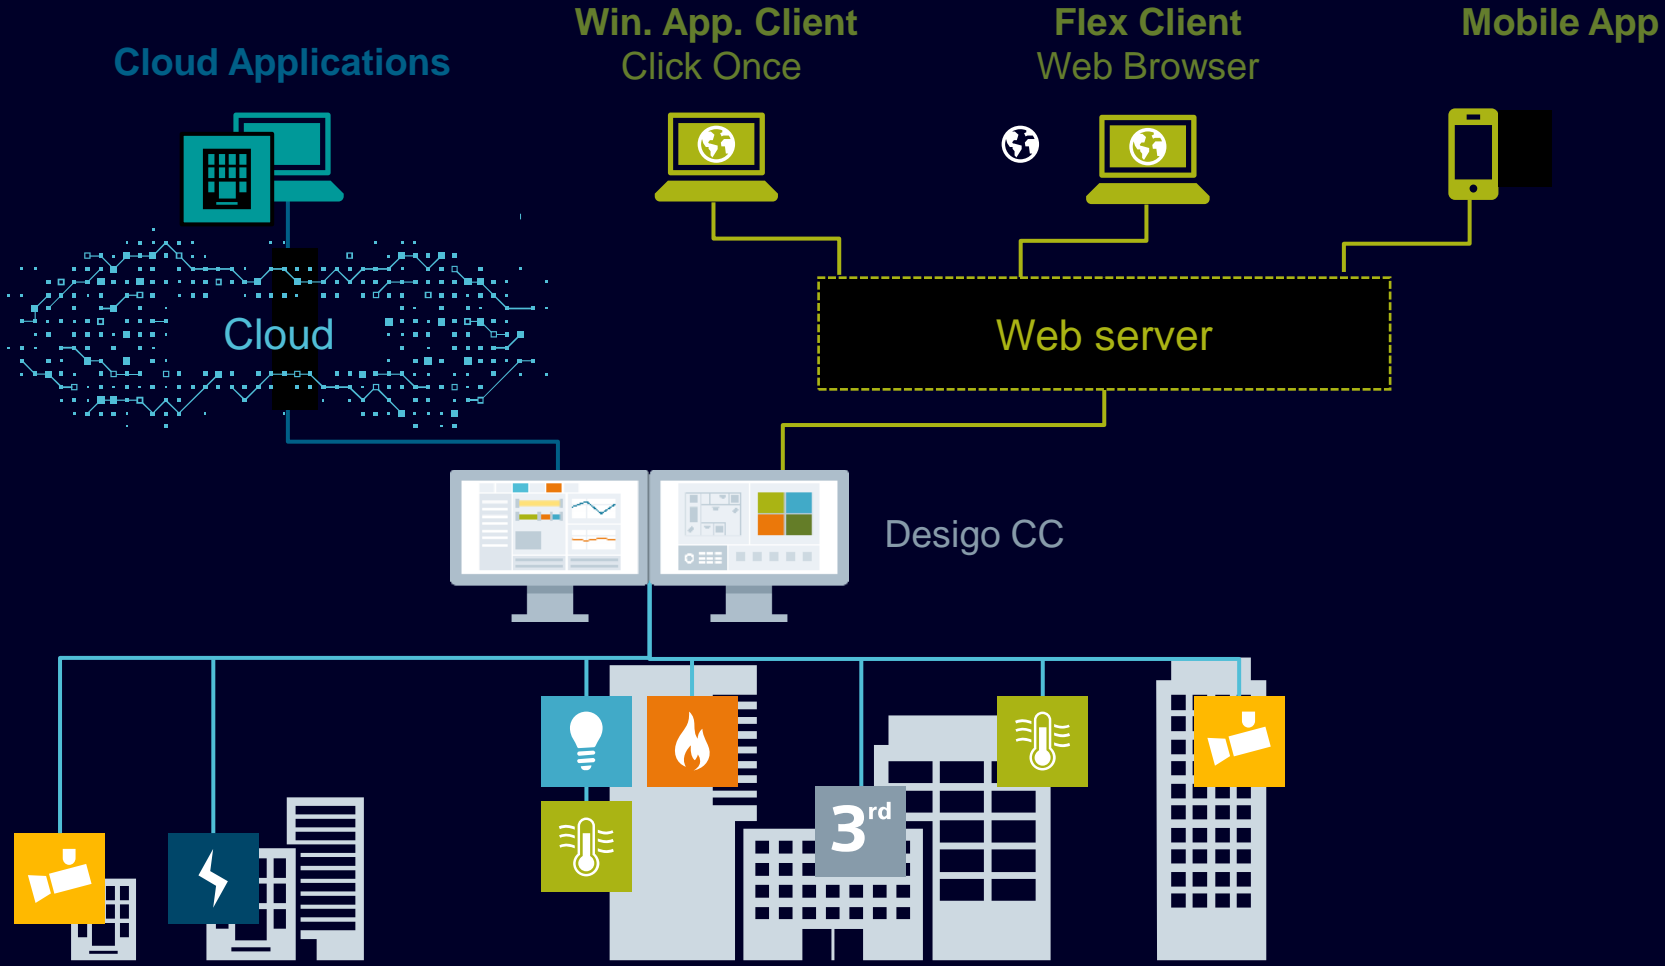 Cloud Applications
Win. App. Client
Click Once
Flex Client
Web Browser
Mobile App
Cloud
Web server
Desigo CC
3rd